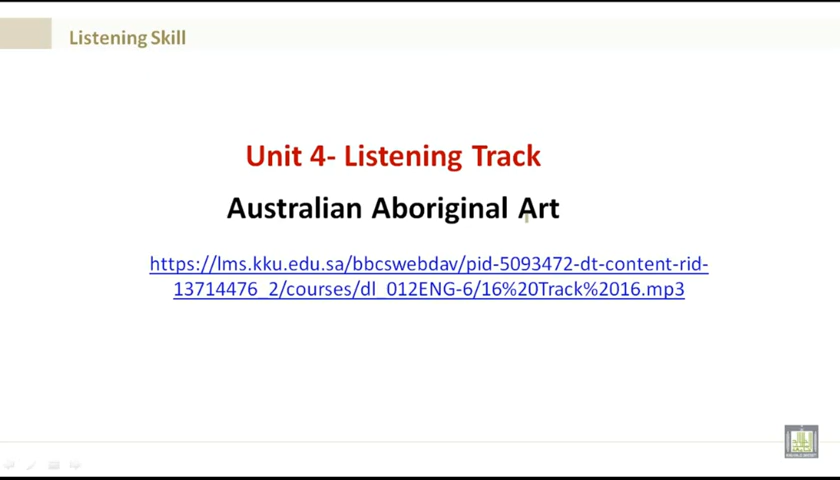 Listening Skill
Unit 4- Listening Track
Australian Aboriginal Art
https://lms.kku.edu.sa/bbcswebdav/pid-5093472-dt-content-rid-
13714476_2/courses/dl_012ENG-6/16%20Track%2016.mp3